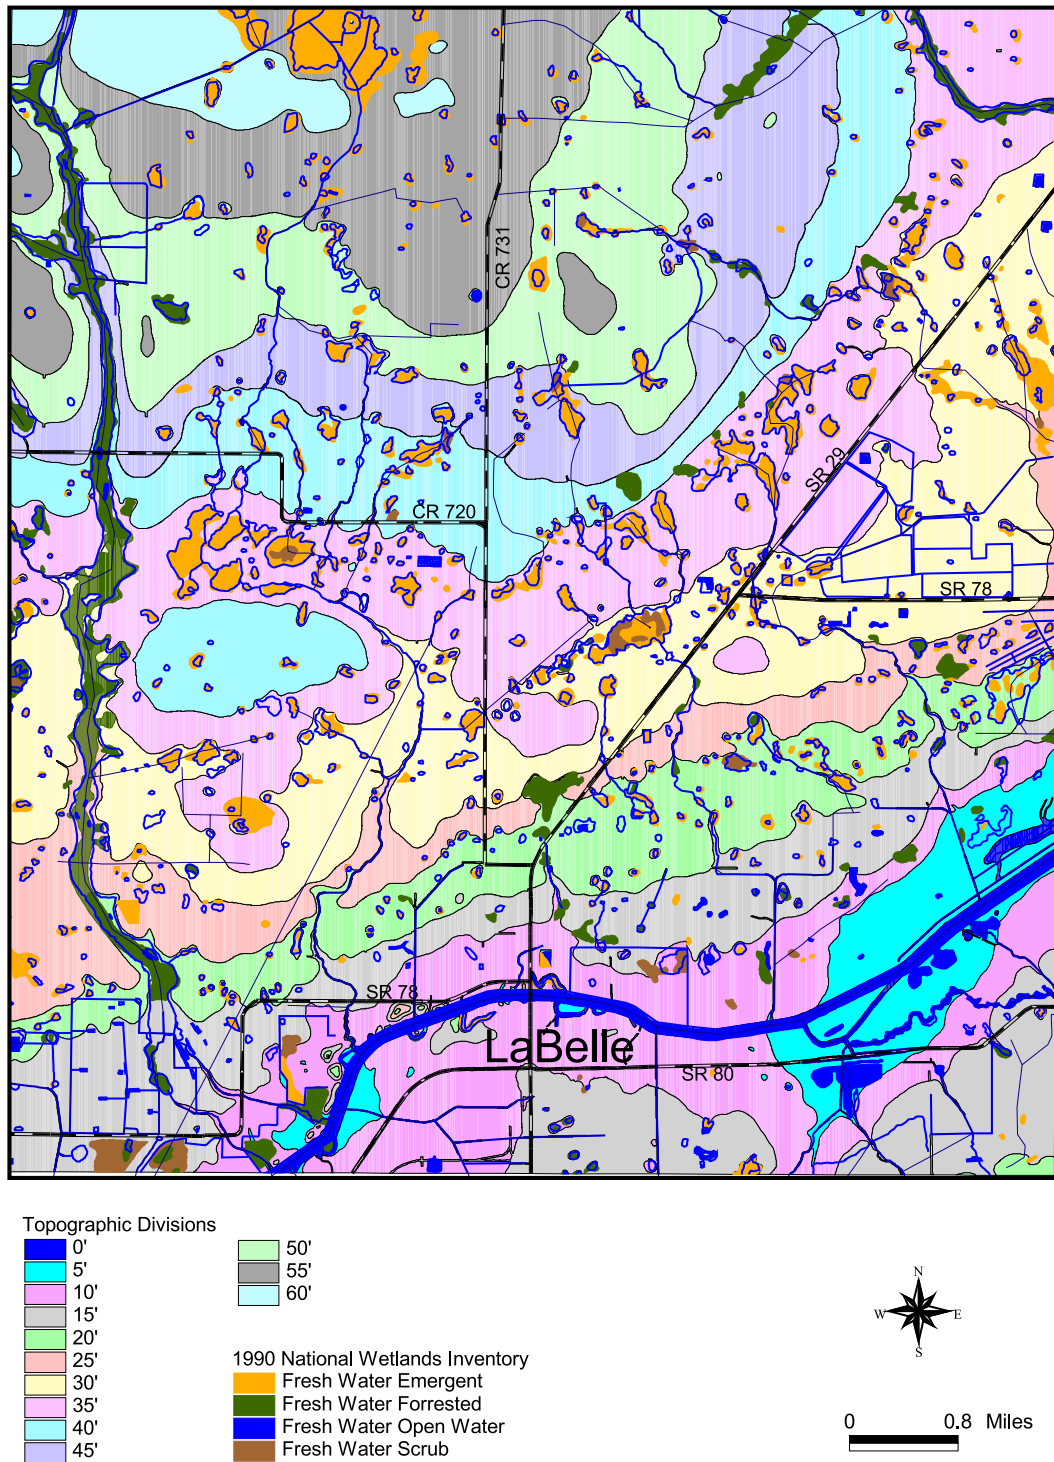 CR 731
SR 29
CR 720
SR 78
SR 78
LaBelle
SR 80
Topographic Divisions
0'
5'
10'
15'
20'
25'
30'
35'
40'
45'
50'
55'
60'
1990 National Wetlands Inventory
Fresh Water Emergent
Fresh Water Forrested
Fresh Water Open Water
Fresh Water Scrub
N
W E
S
0 0.8 Miles